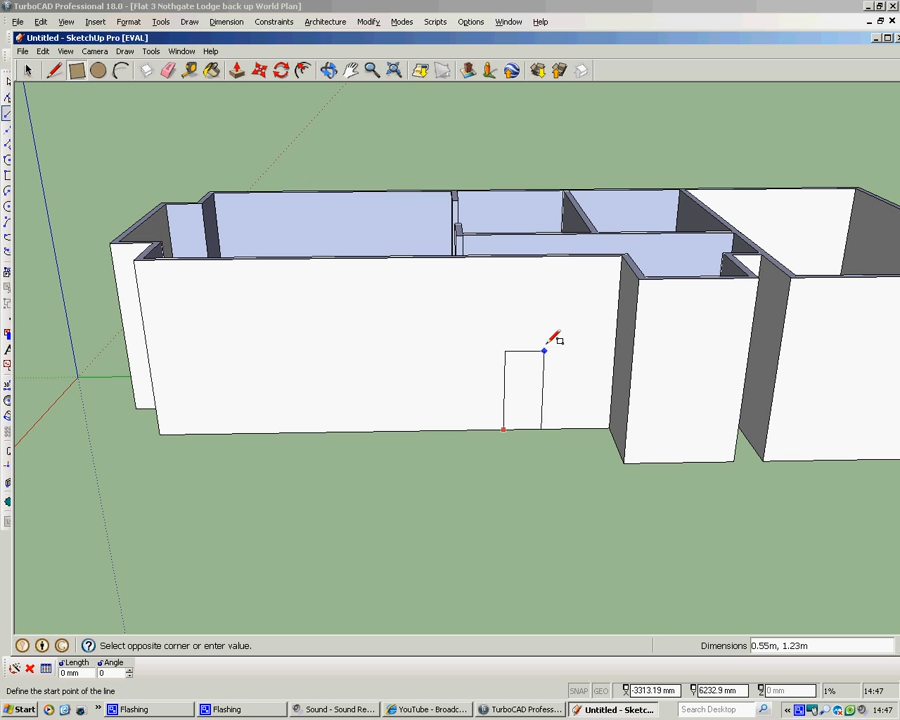 TurboCAD Professional 18.0 - [Flat 3 Nothgate Lodge back up World Plan]
File Edit View Insert Format Tools Draw Dimension Constraints Architecture Modify Modes Scripts Options Window Help
Untitled - SketchUp Pro [EVAL]
File Edit View Camera Draw Tools Window Help
Select opposite corner or enter value. Dimensions 0.55m, 1.23m
Length Angle
0 mm 0
Define the start point of the line SNAP GEO -3313.19 mm 6232.9 mm 0 mm 1% 14:47
Start » Flashing Flashing Sound - Sound Re... YouTube - Broadc... TurboCAD Profess... Untitled - Sketc... Search Desktop « 14:47